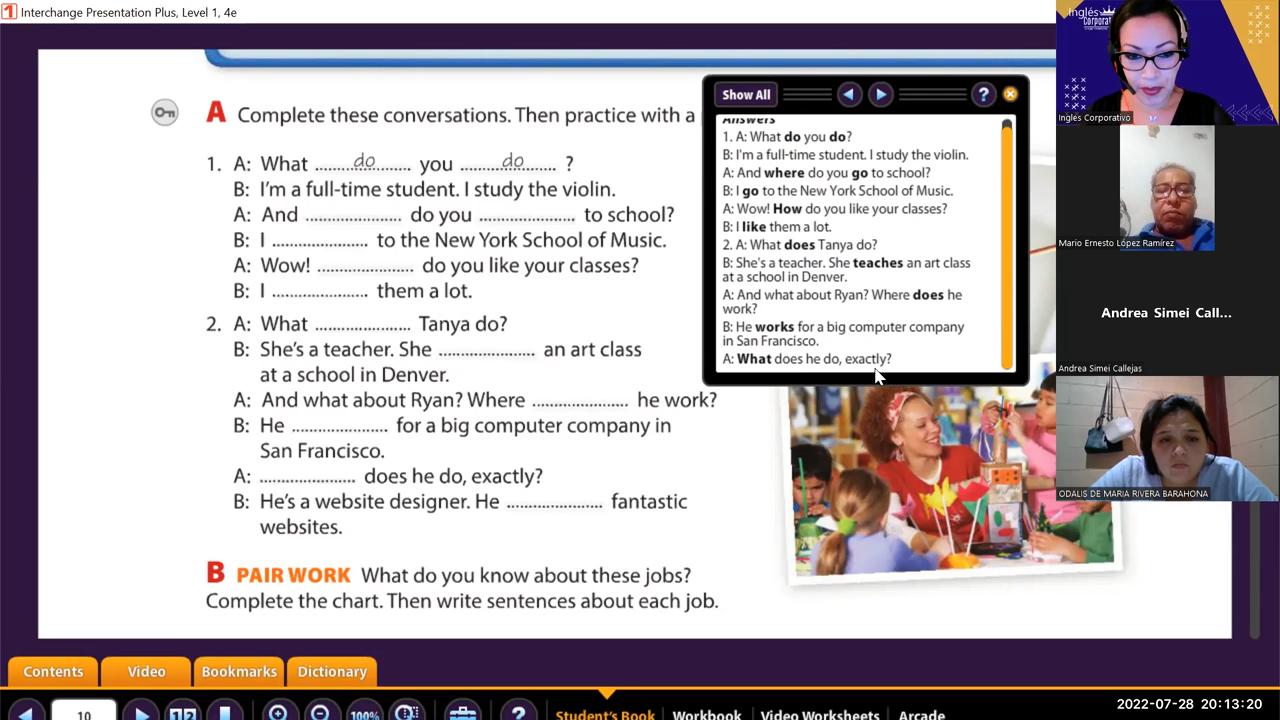 Interchange Presentation Plus, Level 1, 4e
A Complete these conversations. Then practice with a
1. A: What do you do ?
B: I'm a full-time student. I study the violin.
A: And .................... do you .................... to school?
B: I .................... to the New York School of Music.
A: Wow! .................... do you like your classes?
B: I .................... them a lot.
2. A: What .................... Tanya do?
B: She's a teacher. She .................... an art class
at a school in Denver.
A: And what about Ryan? Where .................... he work?
B: He .................... for a big computer company in
San Francisco.
A: .................... does he do, exactly?
B: He's a website designer. He .................... fantastic
websites.
B PAIR WORK What do you know about these jobs?
Complete the chart. Then write sentences about each job.
Show All
?
Answers
1. A: What do you do?
B: I'm a full-time student. I study the violin.
A: And where do you go to school?
B: I go to the New York School of Music.
A: Wow! How do you like your classes?
B: I like them a lot.
2. A: What does Tanya do?
B: She's a teacher. She teaches an art class
at a school in Denver.
A: And what about Ryan? Where does he
work?
B: He works for a big computer company
in San Francisco.
A: What does he do, exactly?
Inglés
Corporativo
Inglés Corporativo
Mario Ernesto López Ramírez
Andrea Simei Call...
Andrea Simei Callejas
ODALIS DE MARIA RIVERA BARAHONA
Contents
Video
Bookmarks
Dictionary
10
1 2
100%
?
Student's Book
Workbook
Video Worksheets
Arcade
2022-07-28 20:13:20